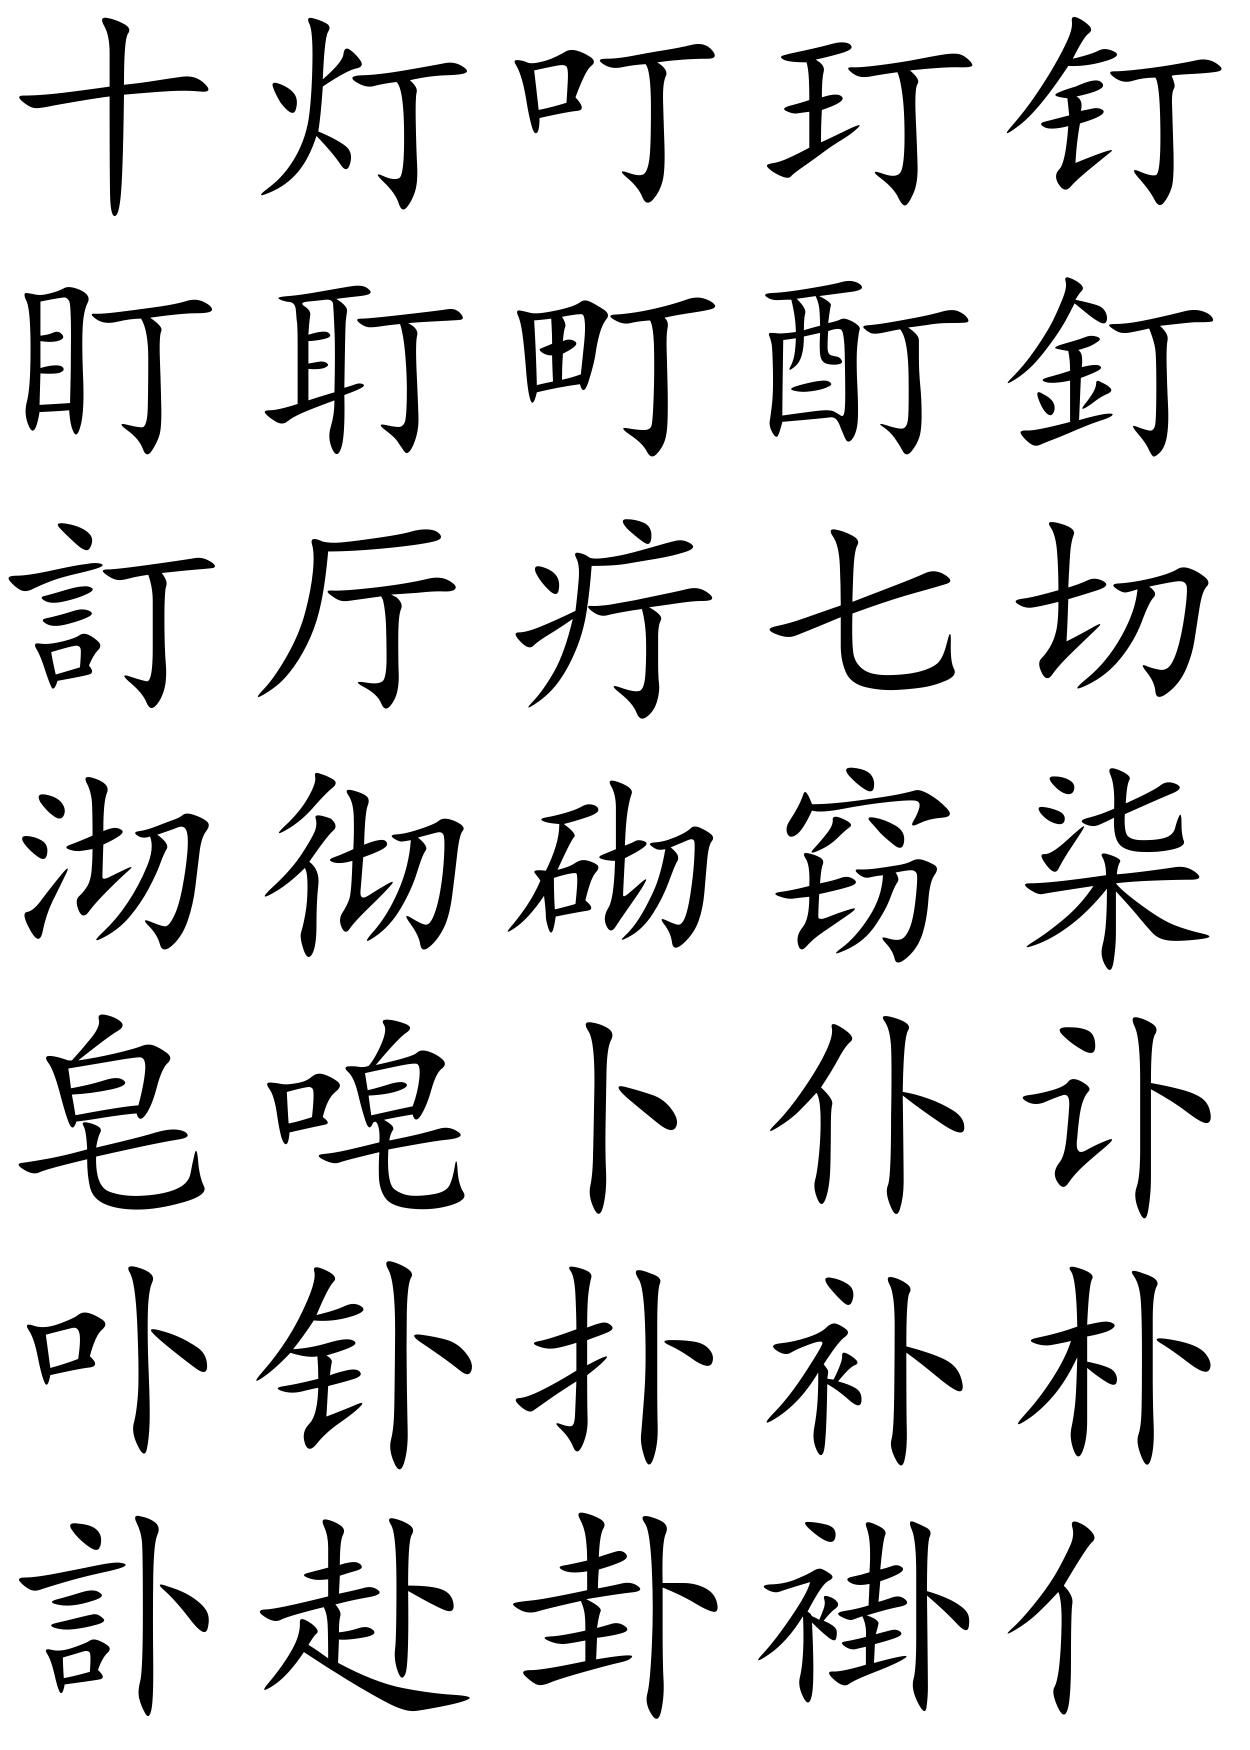 十灯叮玎钉
盯耵町酊釘
訂厅疔七切
沏彻砌窃柒
皂唣卜仆讣
卟钋扑补朴
訃赴卦褂亻